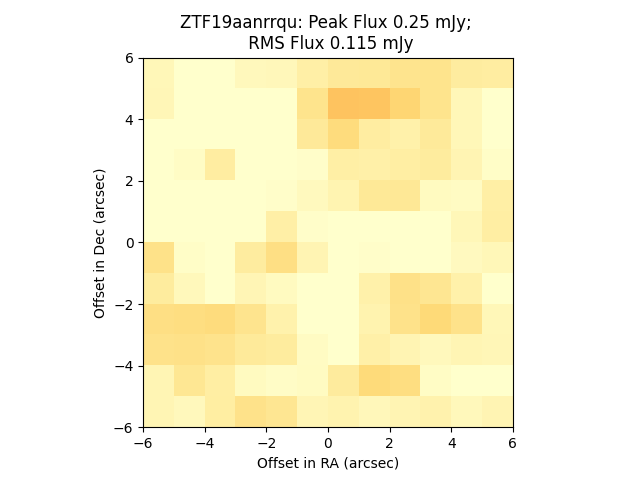 ZTF19aanrrqu: Peak Flux 0.25 mJy;
RMS Flux 0.115 mJy
6
4
2
0
−2
−4
−6
Offset in Dec (arcsec)
−6 −4 −2 0 2 4 6
Offset in RA (arcsec)